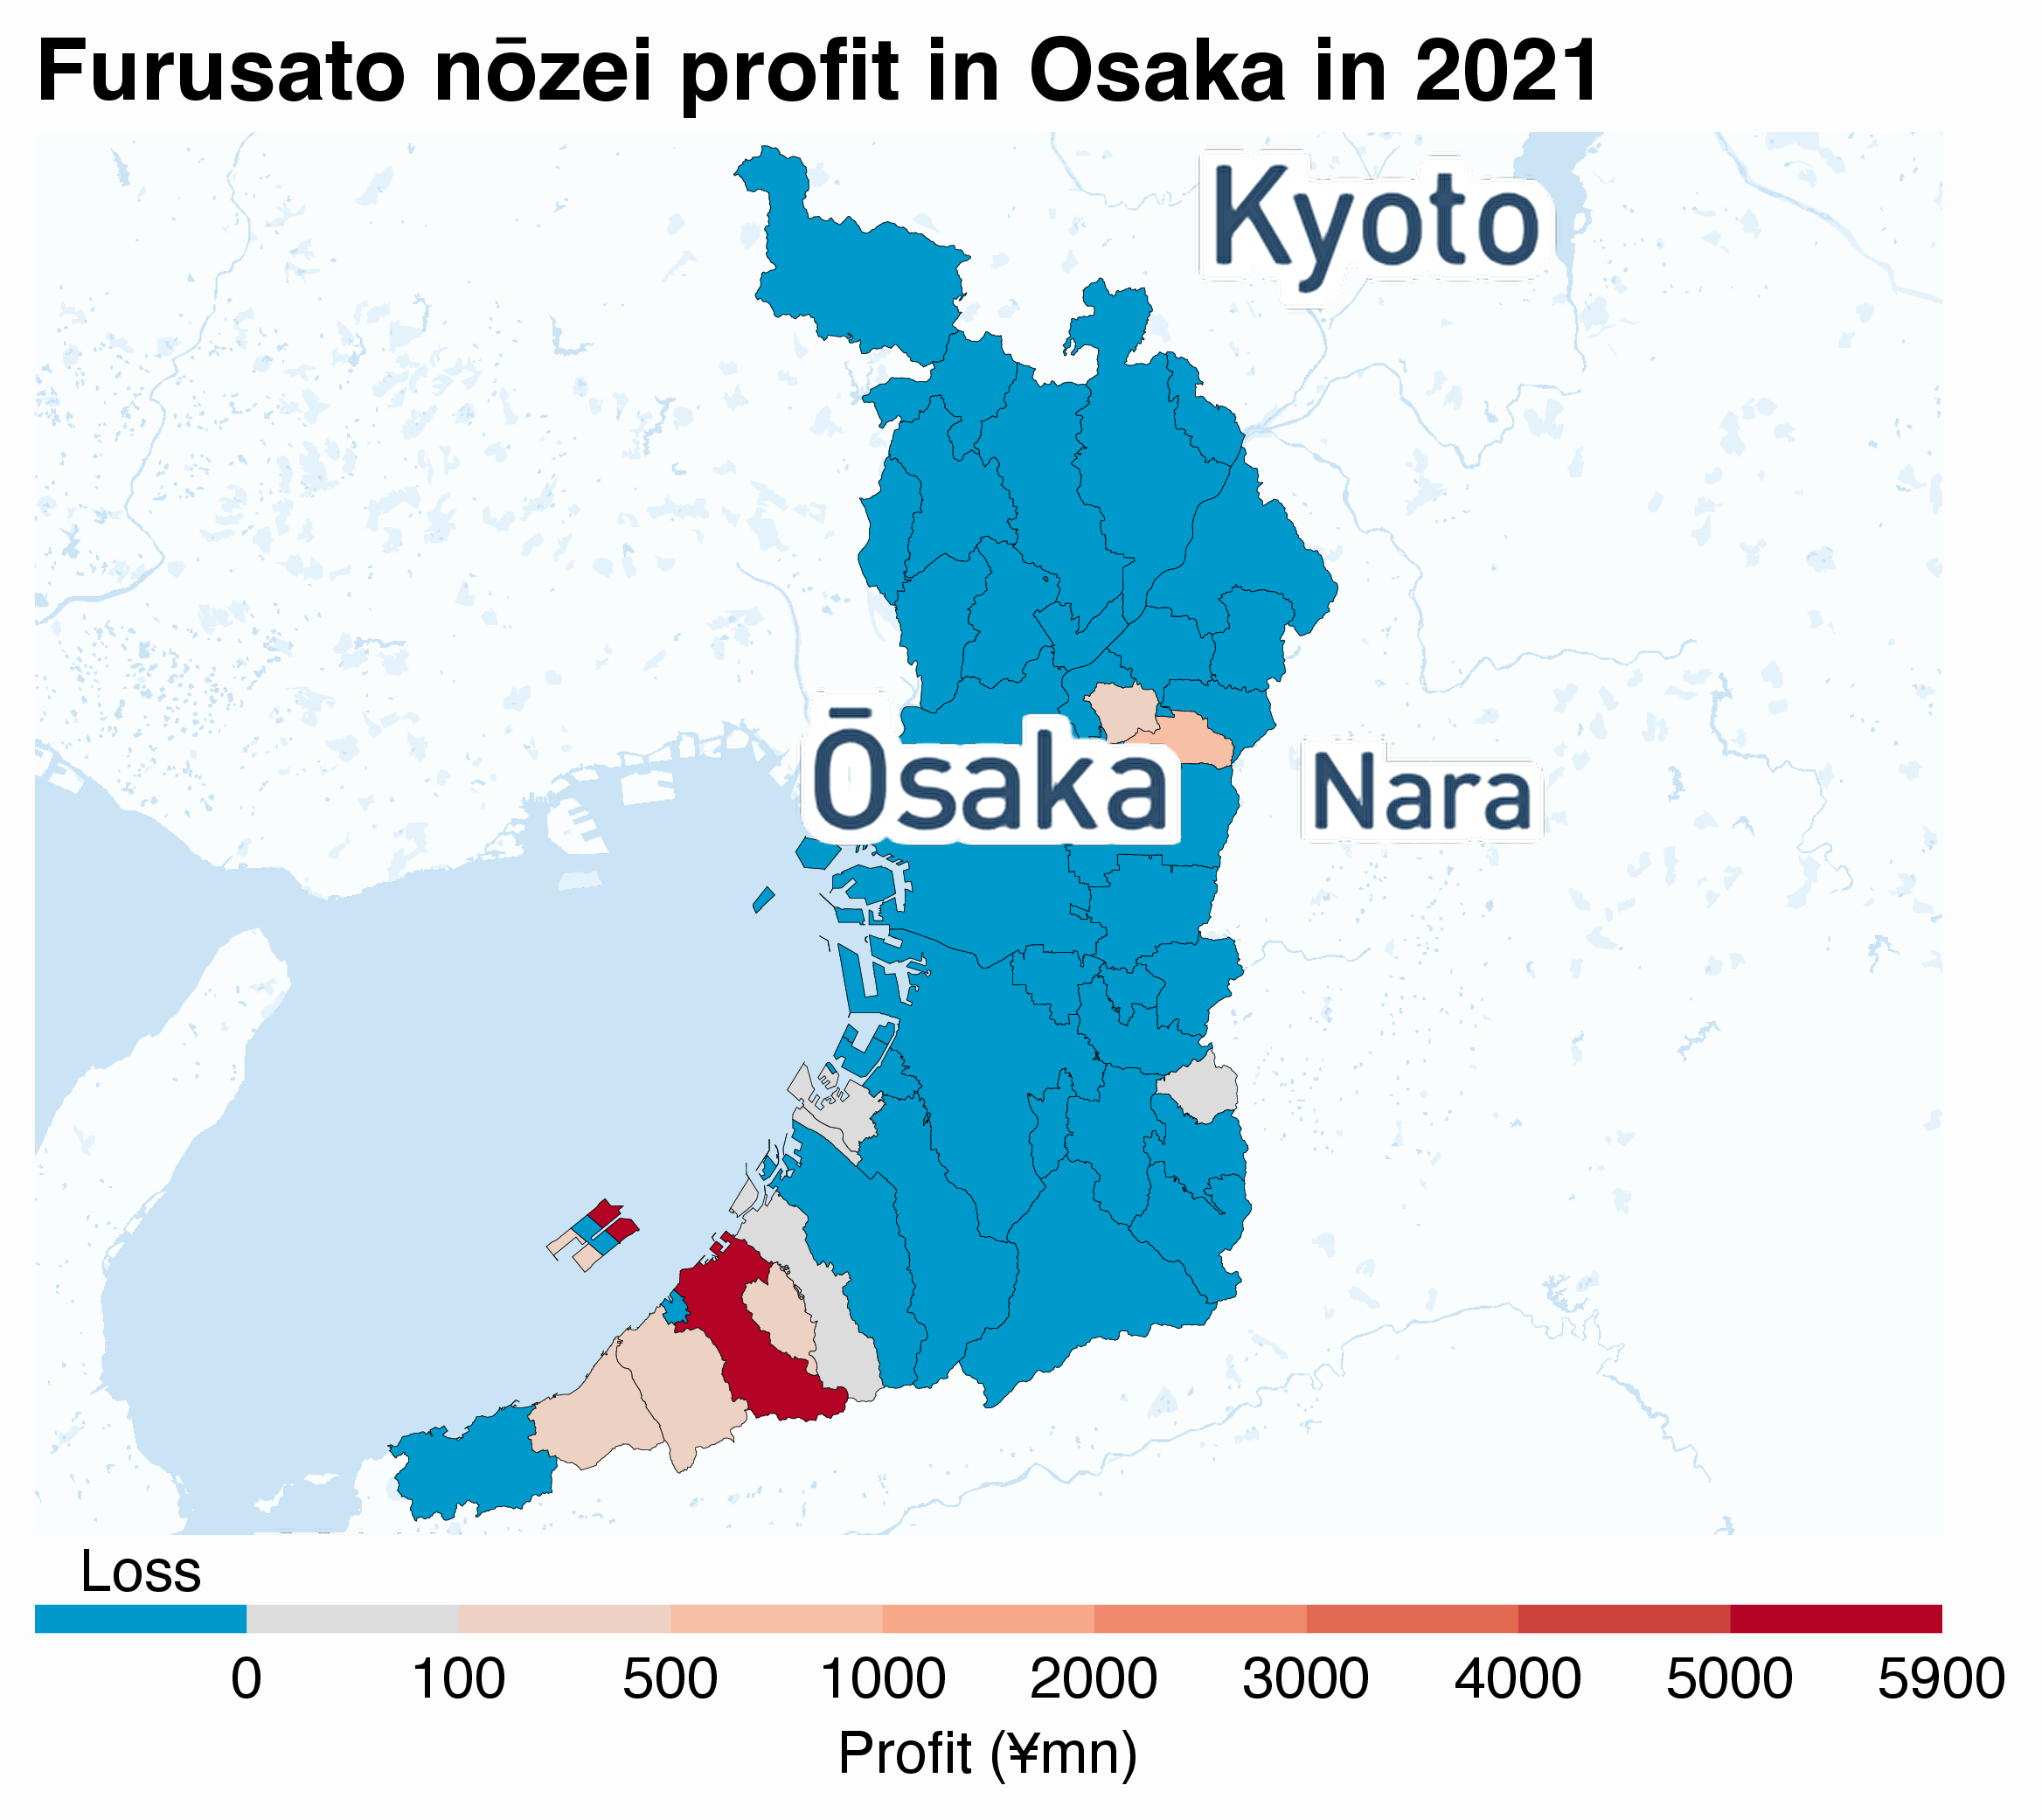 Furusato nōzei profit in Osaka in 2021
Kyoto
Ōsaka
Nara
Loss
0 100 500 1000 2000 3000 4000 5000 5900
Profit (¥mn)